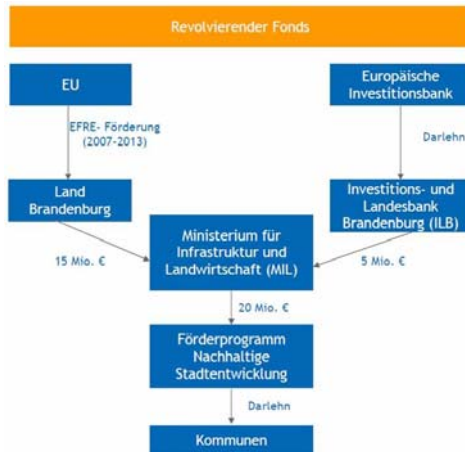 Revolvierender Fonds
EU
Europäische
Investitionsbank
EFRE- Förderung
(2007-2013)
Darlehn
Land
Brandenburg
Investitions- und
Landesbank
Brandenburg (ILB)
Ministerium für
Infrastruktur und
Landwirtschaft (MIL)
15 Mio. €
5 Mio. €
20 Mio. €
Förderprogramm
Nachhaltige
Stadtentwicklung
Darlehn
Kommunen